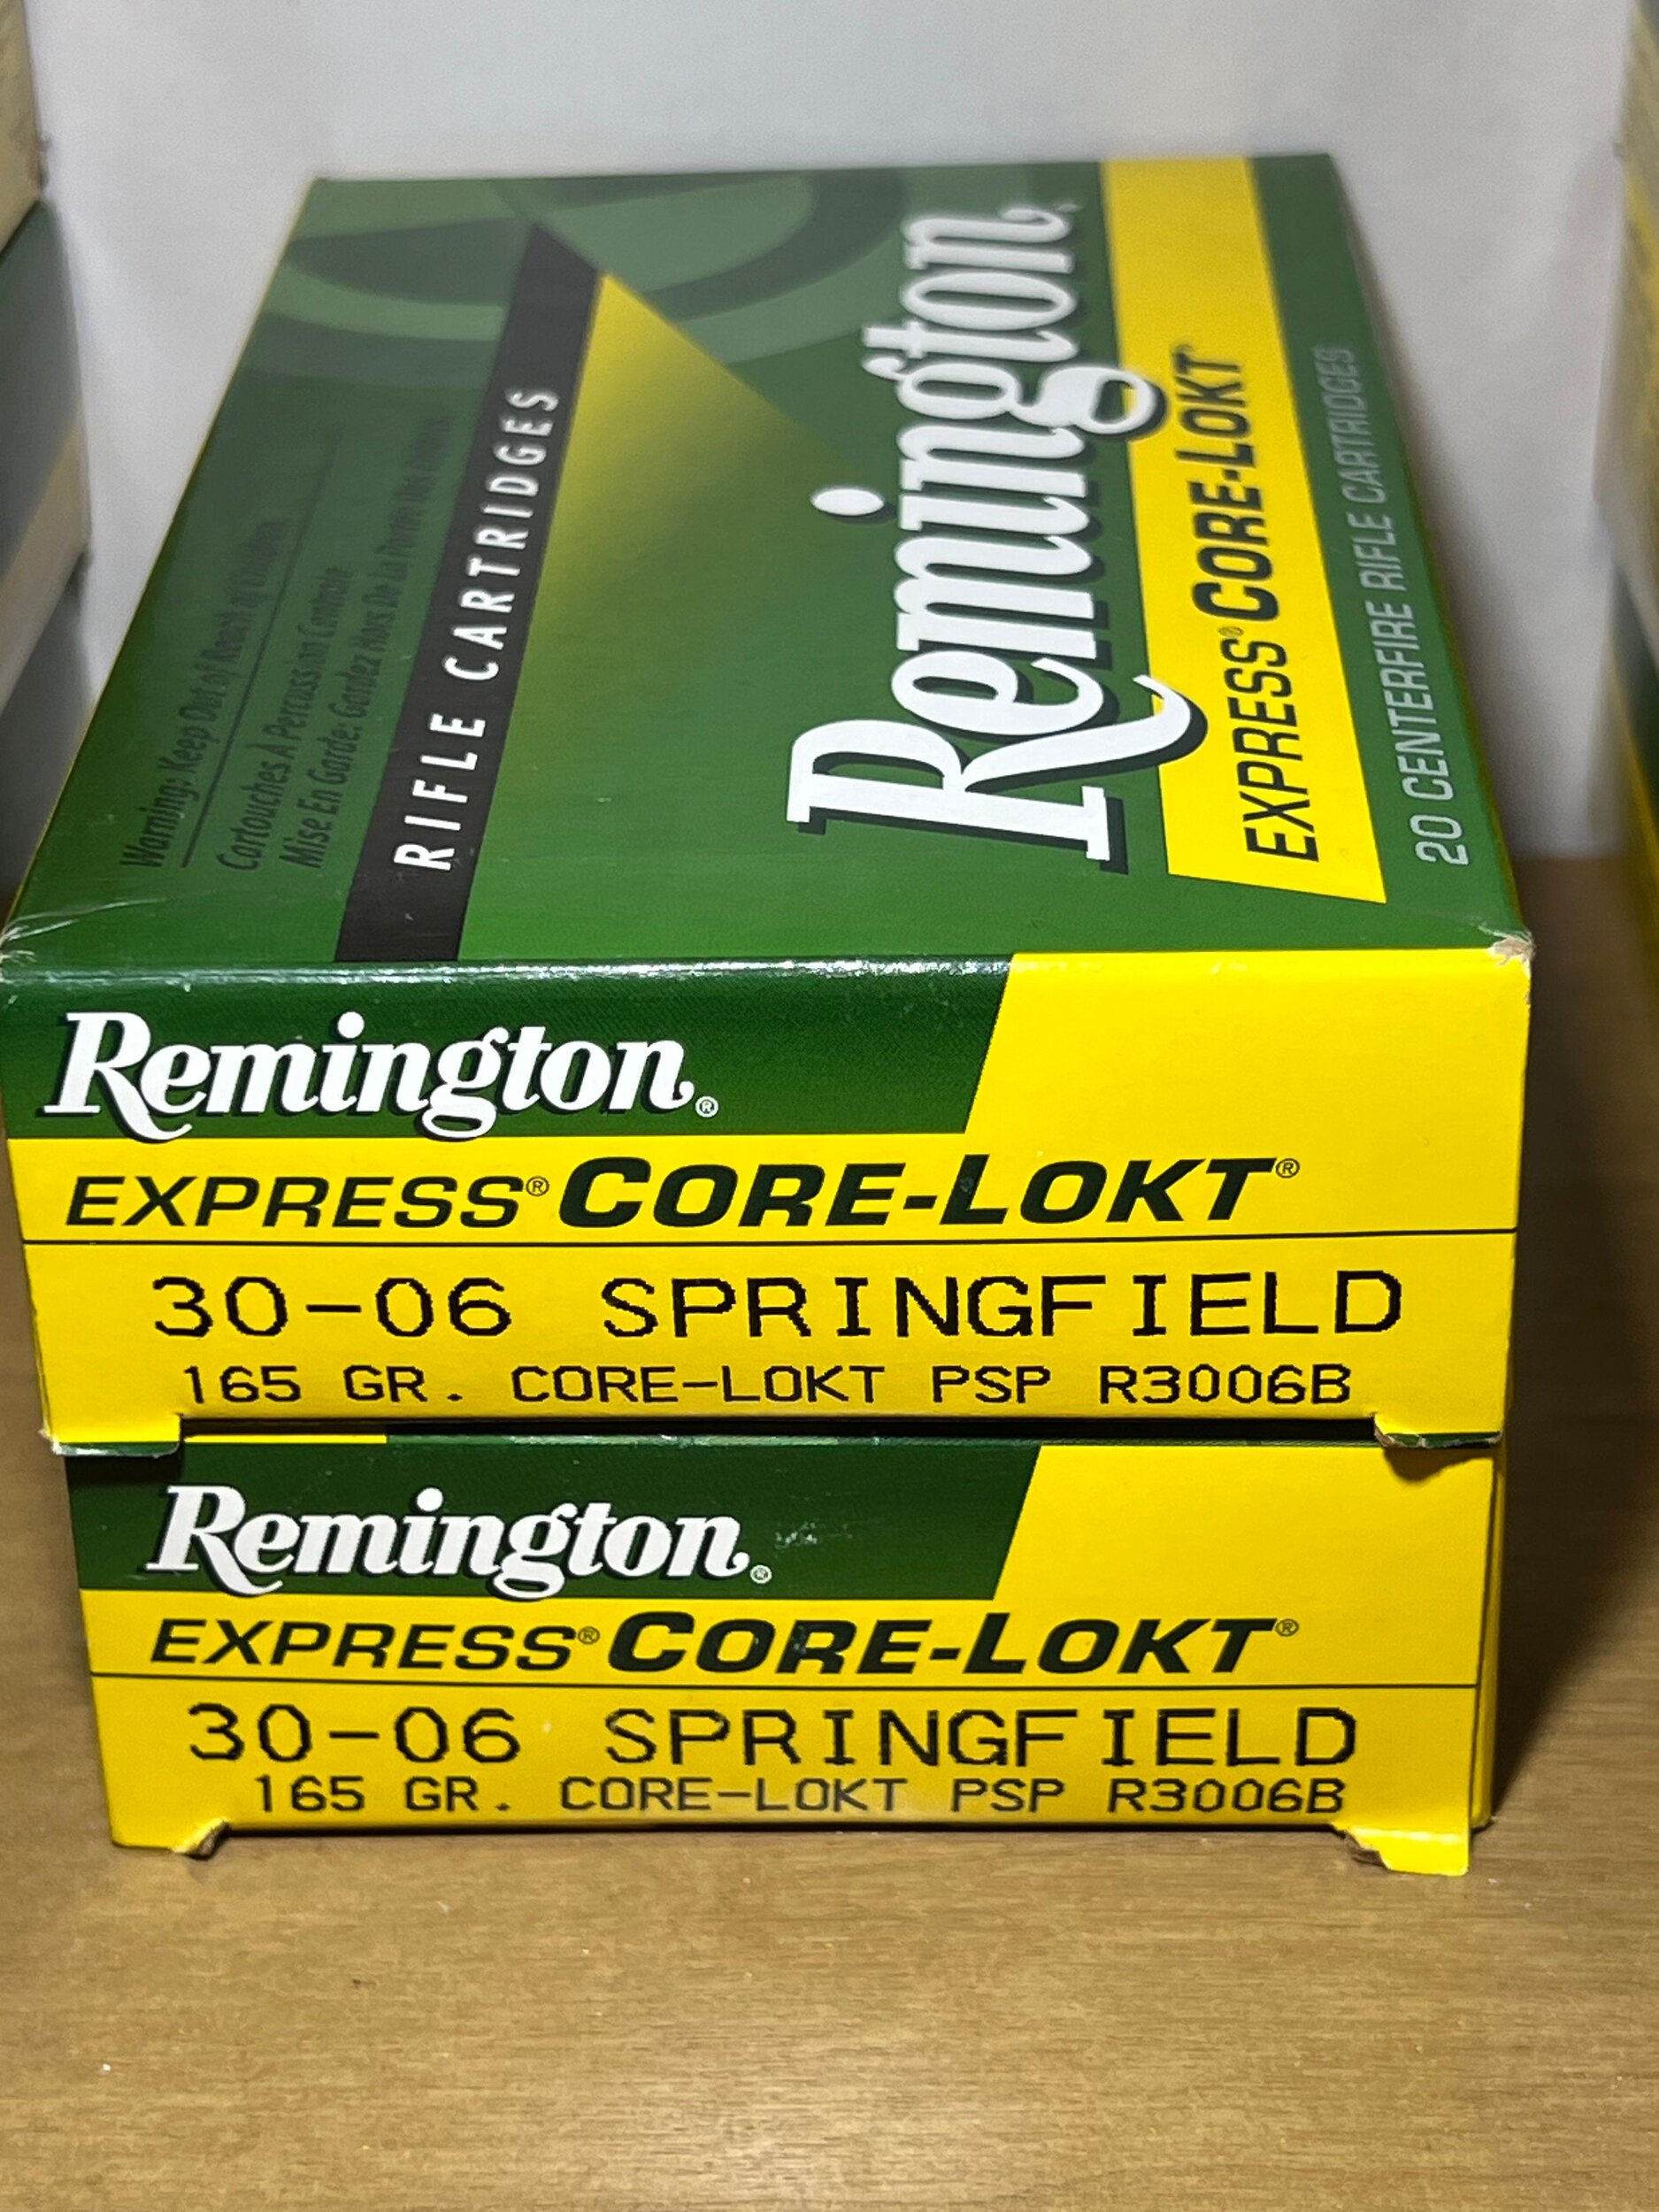 Warning: Keep Out of Reach of Children
Cartouches A Percussion Centrale
Mise En Garde: Gardez Hors De La Portée Des Enfants
RIFLE CARTRIDGES
Remington®
EXPRESS® CORE-LOKT®
20 CENTERFIRE RIFLE CARTRIDGES
Remington®
EXPRESS® CORE-LOKT®
30-06 SPRINGFIELD
165 GR. CORE-LOKT PSP R3006B
Remington®
EXPRESS® CORE-LOKT®
30-06 SPRINGFIELD
165 GR. CORE-LOKT PSP R3006B